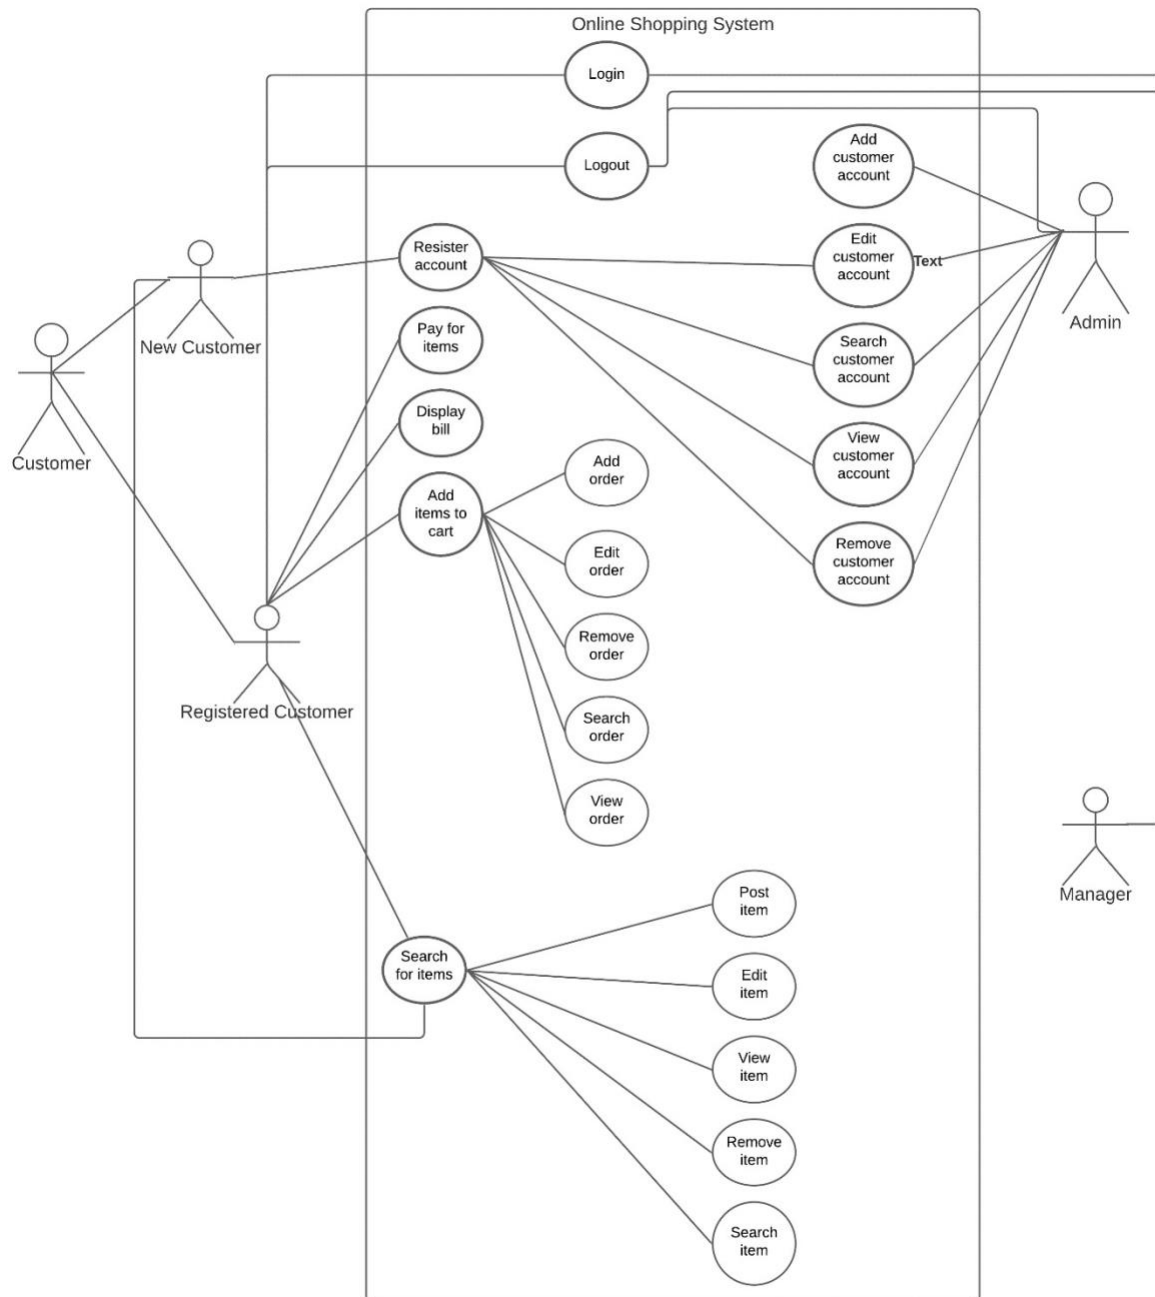 Online Shopping System
Login
Logout
Add
customer
account
Resister
account
Edit
customer
account
Text
New Customer
Admin
Pay for
items
Search
customer
account
Customer
Display
bill
View
customer
account
Add
items to
cart
Add
order
Edit
order
Remove
customer
account
Remove
order
Registered Customer
Search
order
View
order
Manager
Post
item
Search
for items
Edit
item
View
item
Remove
item
Search
item